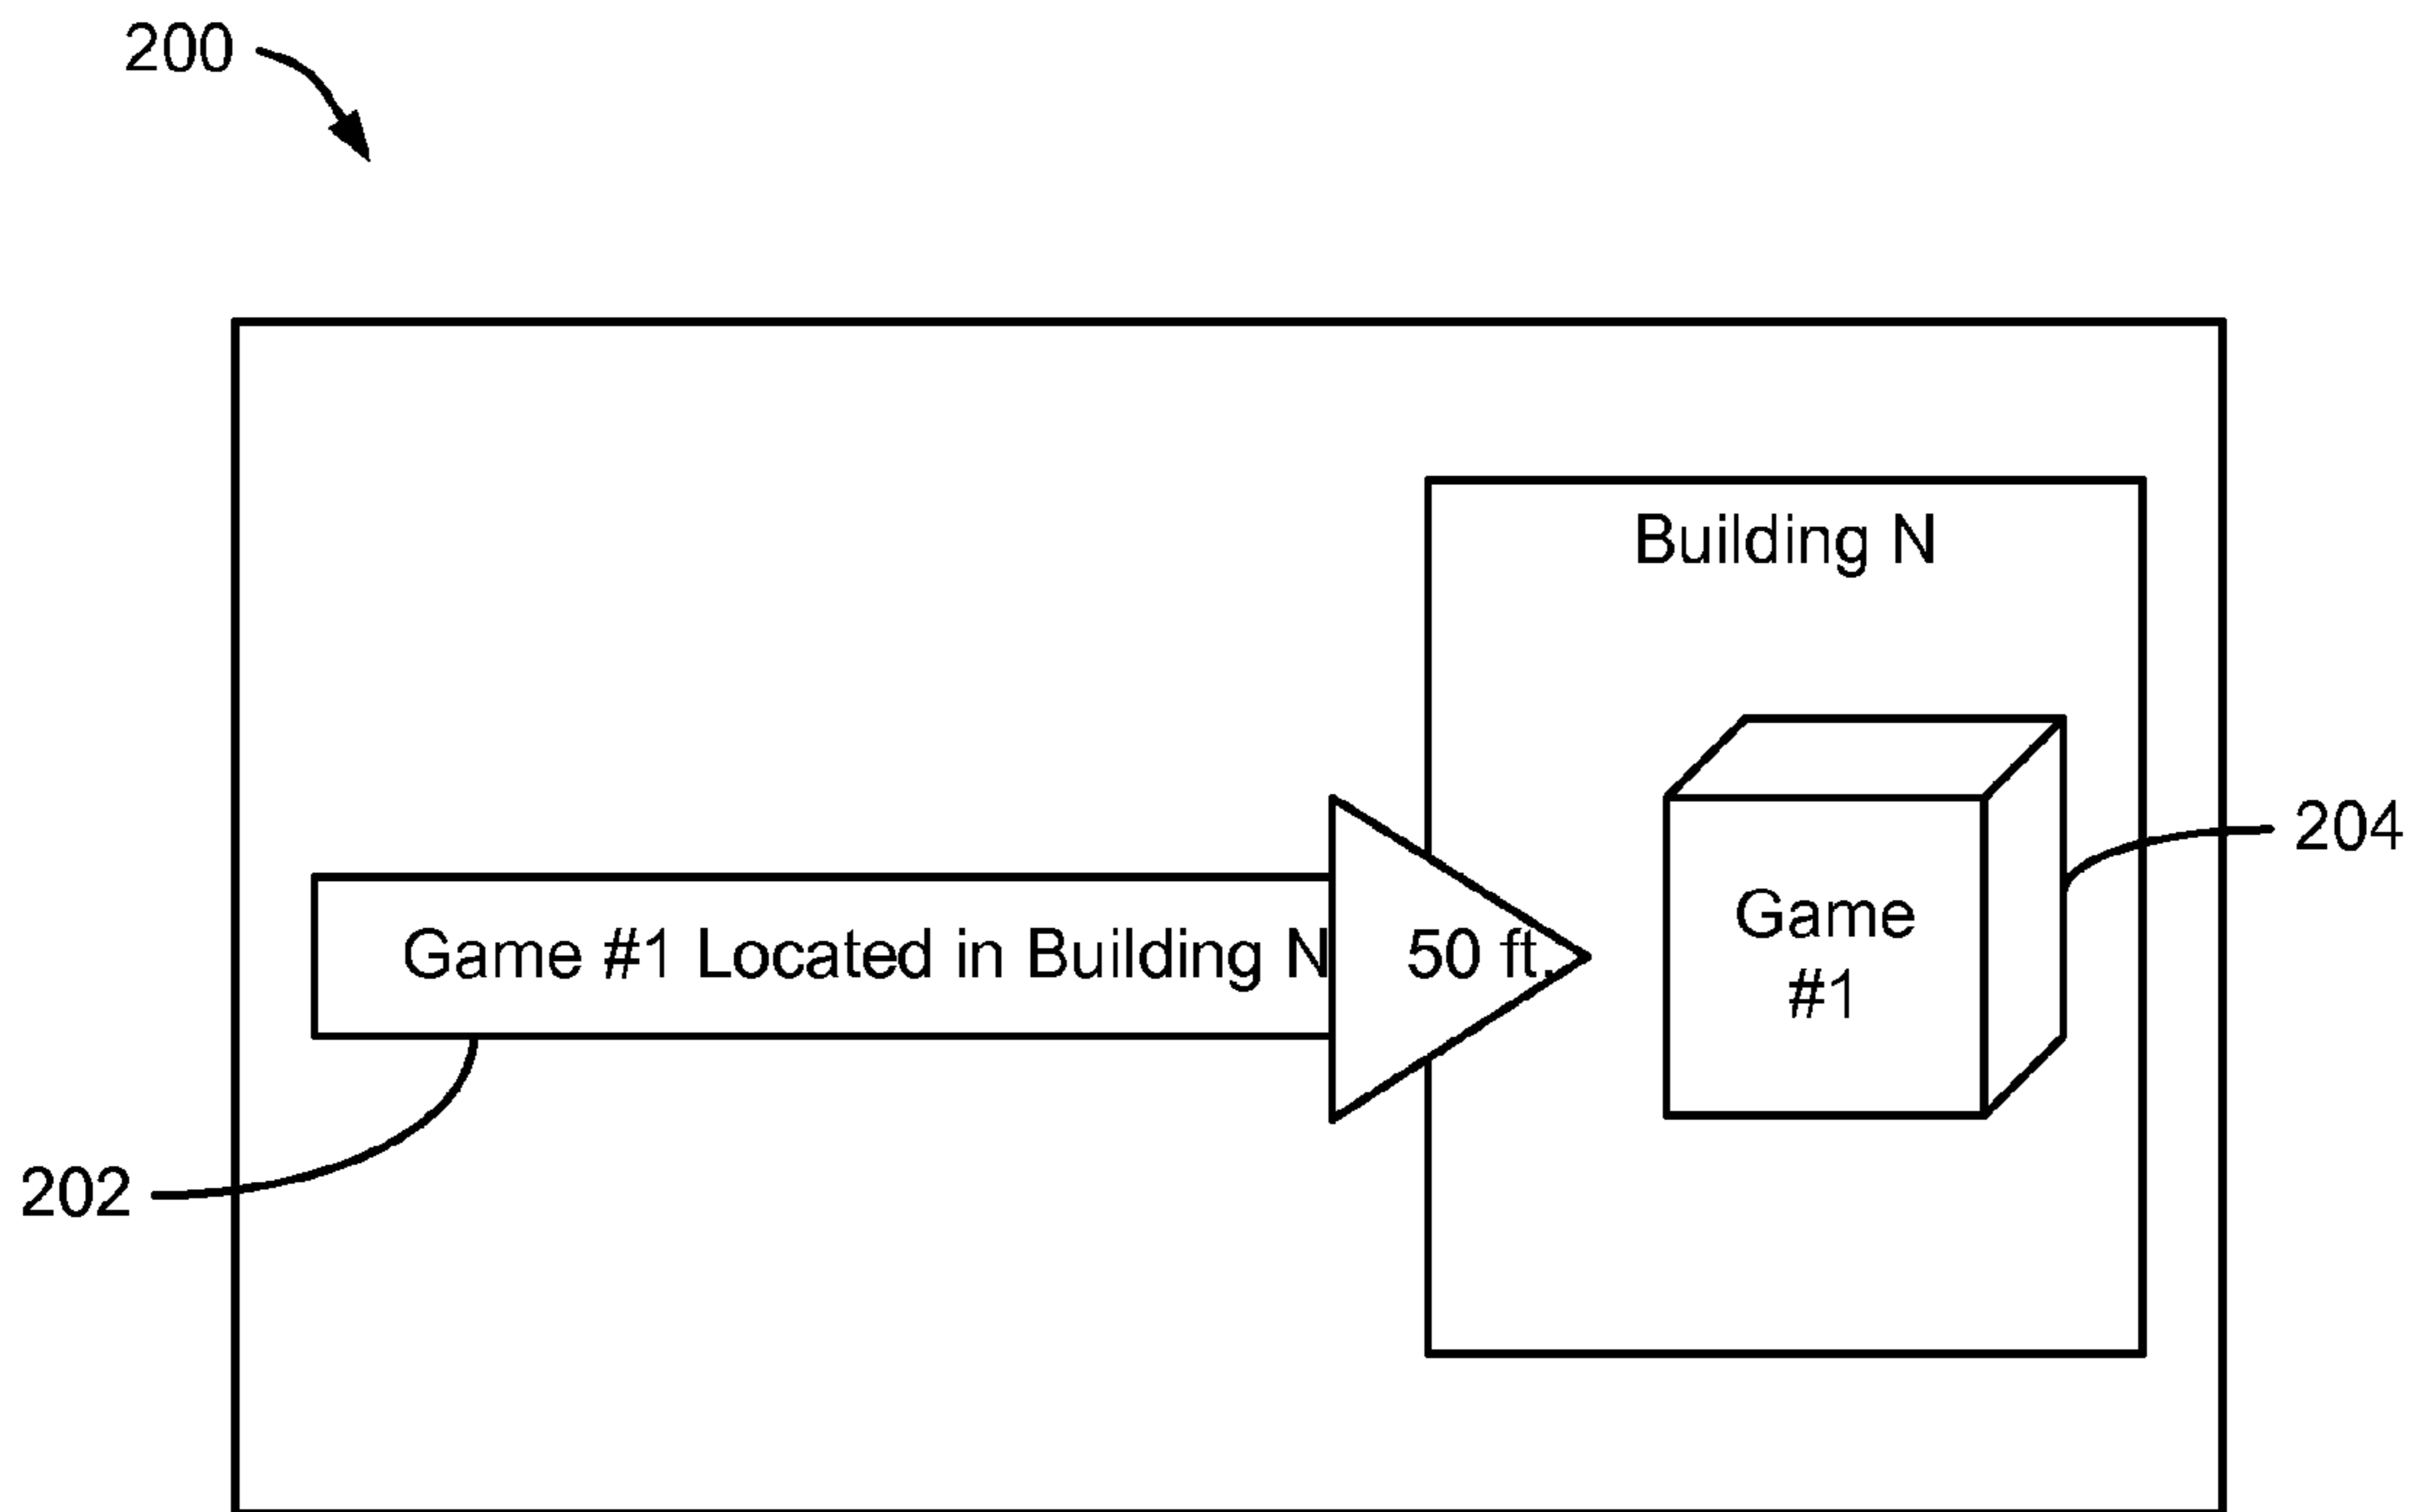 200
Building N
204
Game
#1
Game #1 Located in Building N 50 ft.
202